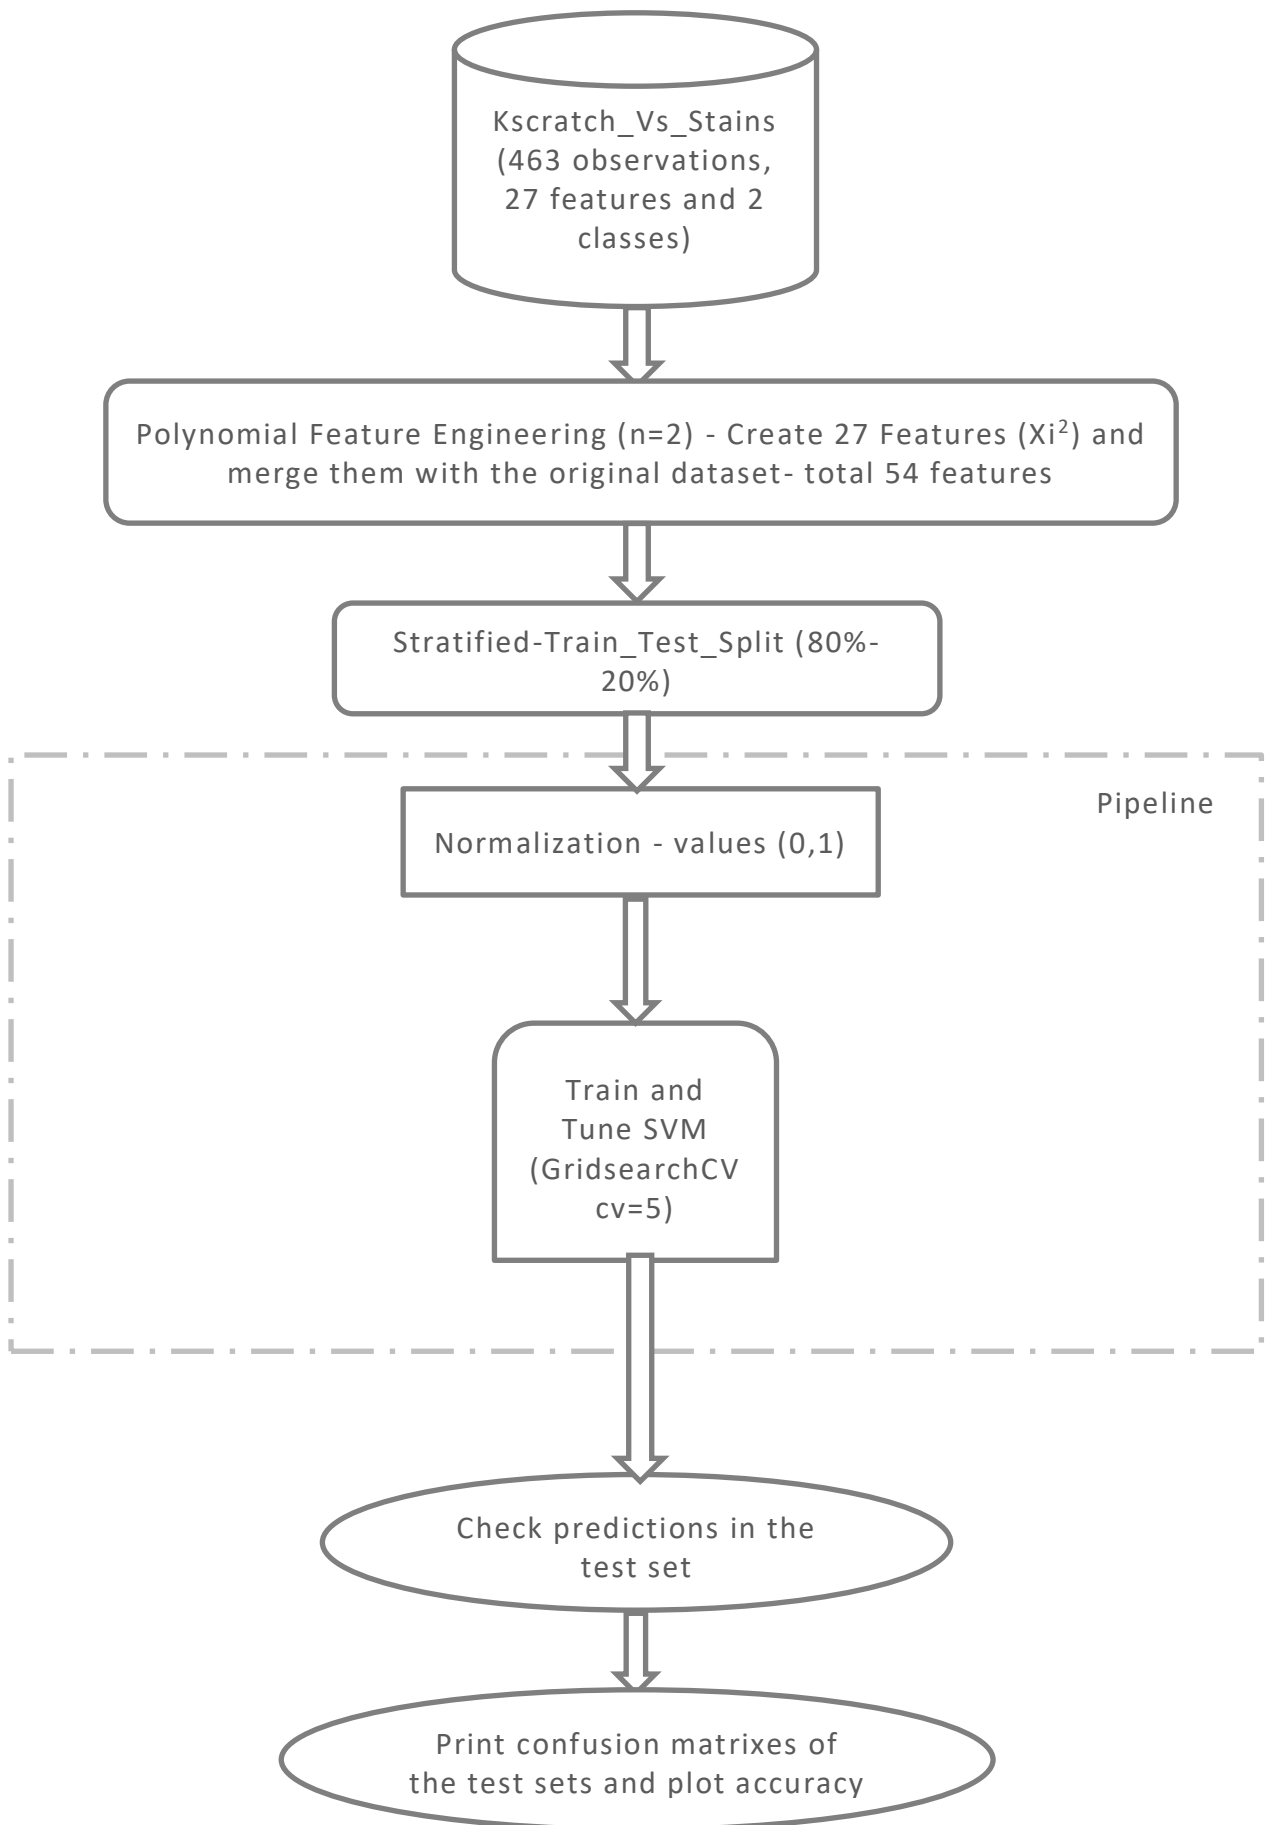 Kscratch_Vs_Stains
(463 observations,
27 features and 2
classes)
Polynomial Feature Engineering (n=2) - Create 27 Features (Xi²) and
merge them with the original dataset- total 54 features
Stratified-Train_Test_Split (80%-
20%)
Pipeline
Normalization - values (0,1)
Train and
Tune SVM
(GridsearchCV
cv=5)
Check predictions in the
test set
Print confusion matrixes of
the test sets and plot accuracy